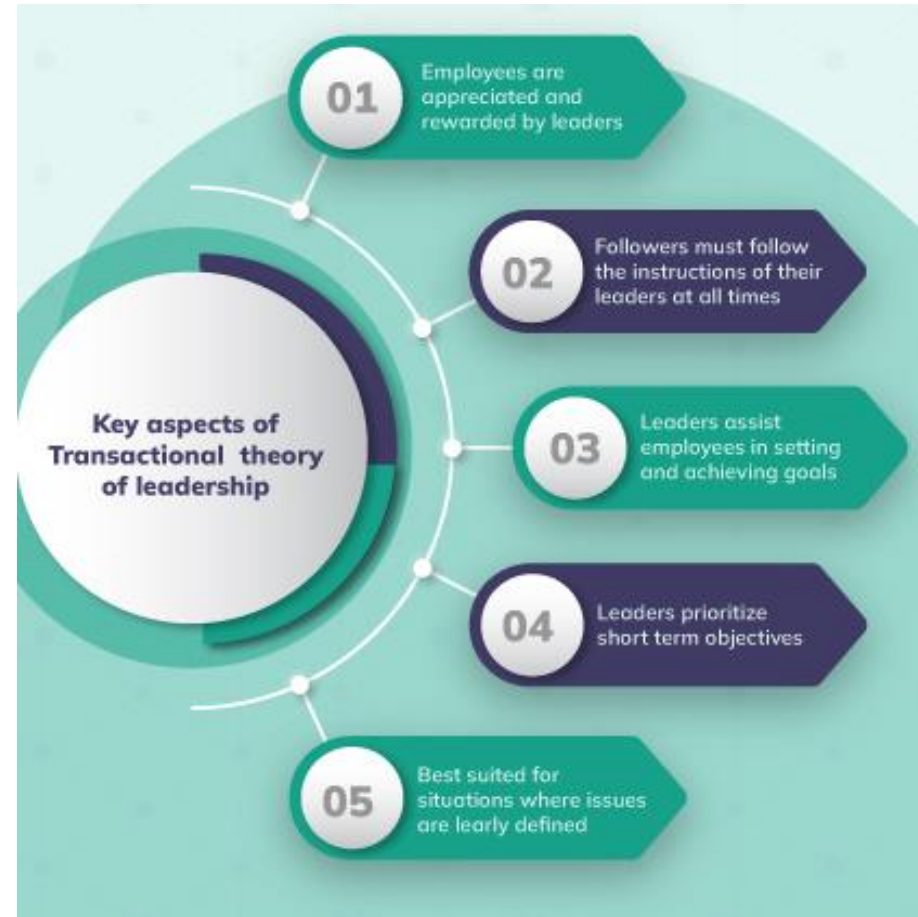 01
Employees are
appreciated and
rewarded by leaders
02
Followers must follow
the instructions of their
leaders at all times
Key aspects of
Transactional theory
of leadership
03
Leaders assist
employees in setting
and achieving goals
04
Leaders prioritize
short term objectives
05
Best suited for
situations where issues
are learly defined